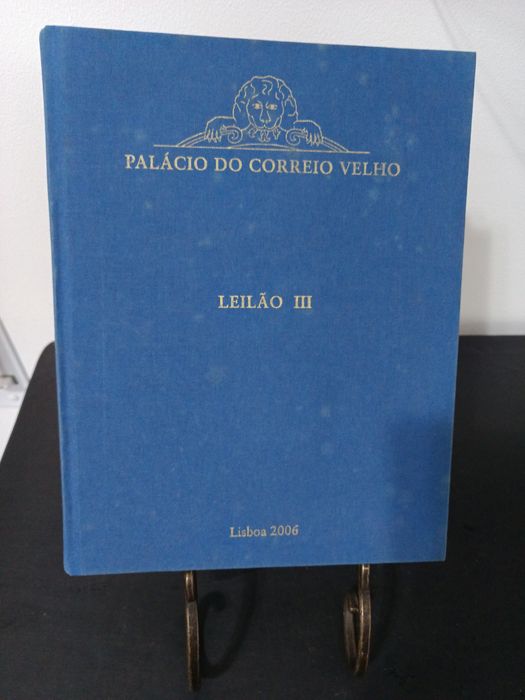 PALÁCIO DO CORREIO VELHO
LEILÃO III
Lisboa 2006